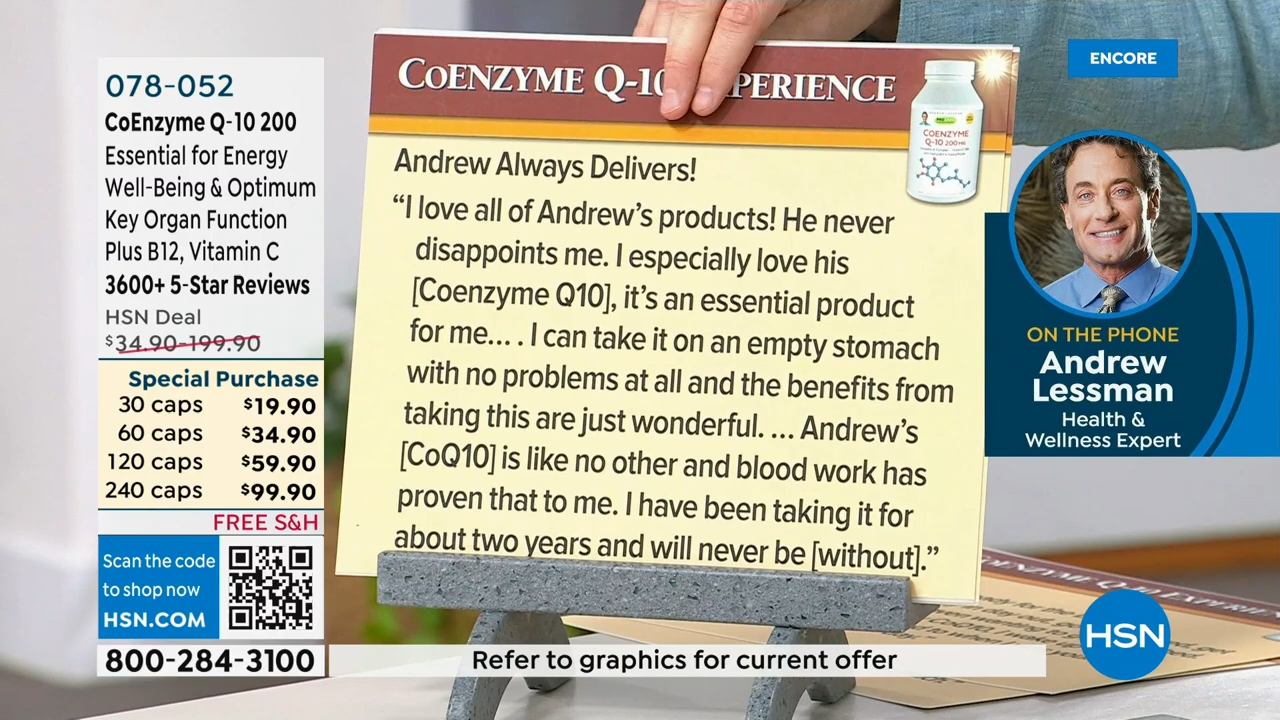 078-052
CoEnzyme Q-10 200
Essential for Energy
Well-Being & Optimum
Key Organ Function
Plus B12, Vitamin C
3600+ 5-Star Reviews
HSN Deal
$34.90-199.90
Special Purchase
30 caps $19.90
60 caps $34.90
120 caps $59.90
240 caps $99.90
FREE S&H
Scan the code
to shop now
HSN.COM
800-284-3100
COENZYME Q-10
Andrew Always Delivers!
“I love all of Andrew’s products! He never
disappoints me. I especially love his
[Coenzyme Q10], it’s an essential product
for me... . I can take it on an empty stomach
with no problems at all and the benefits from
taking this are just wonderful. ... Andrew’s
[CoQ10] is like no other and blood work has
proven that to me. I have been taking it for
about two years and will never be [without].”
COENZYME
Q-10 200 MG
ENCORE
ON THE PHONE
Andrew
Lessman
Health &
Wellness Expert
HSN
Refer to graphics for current offer